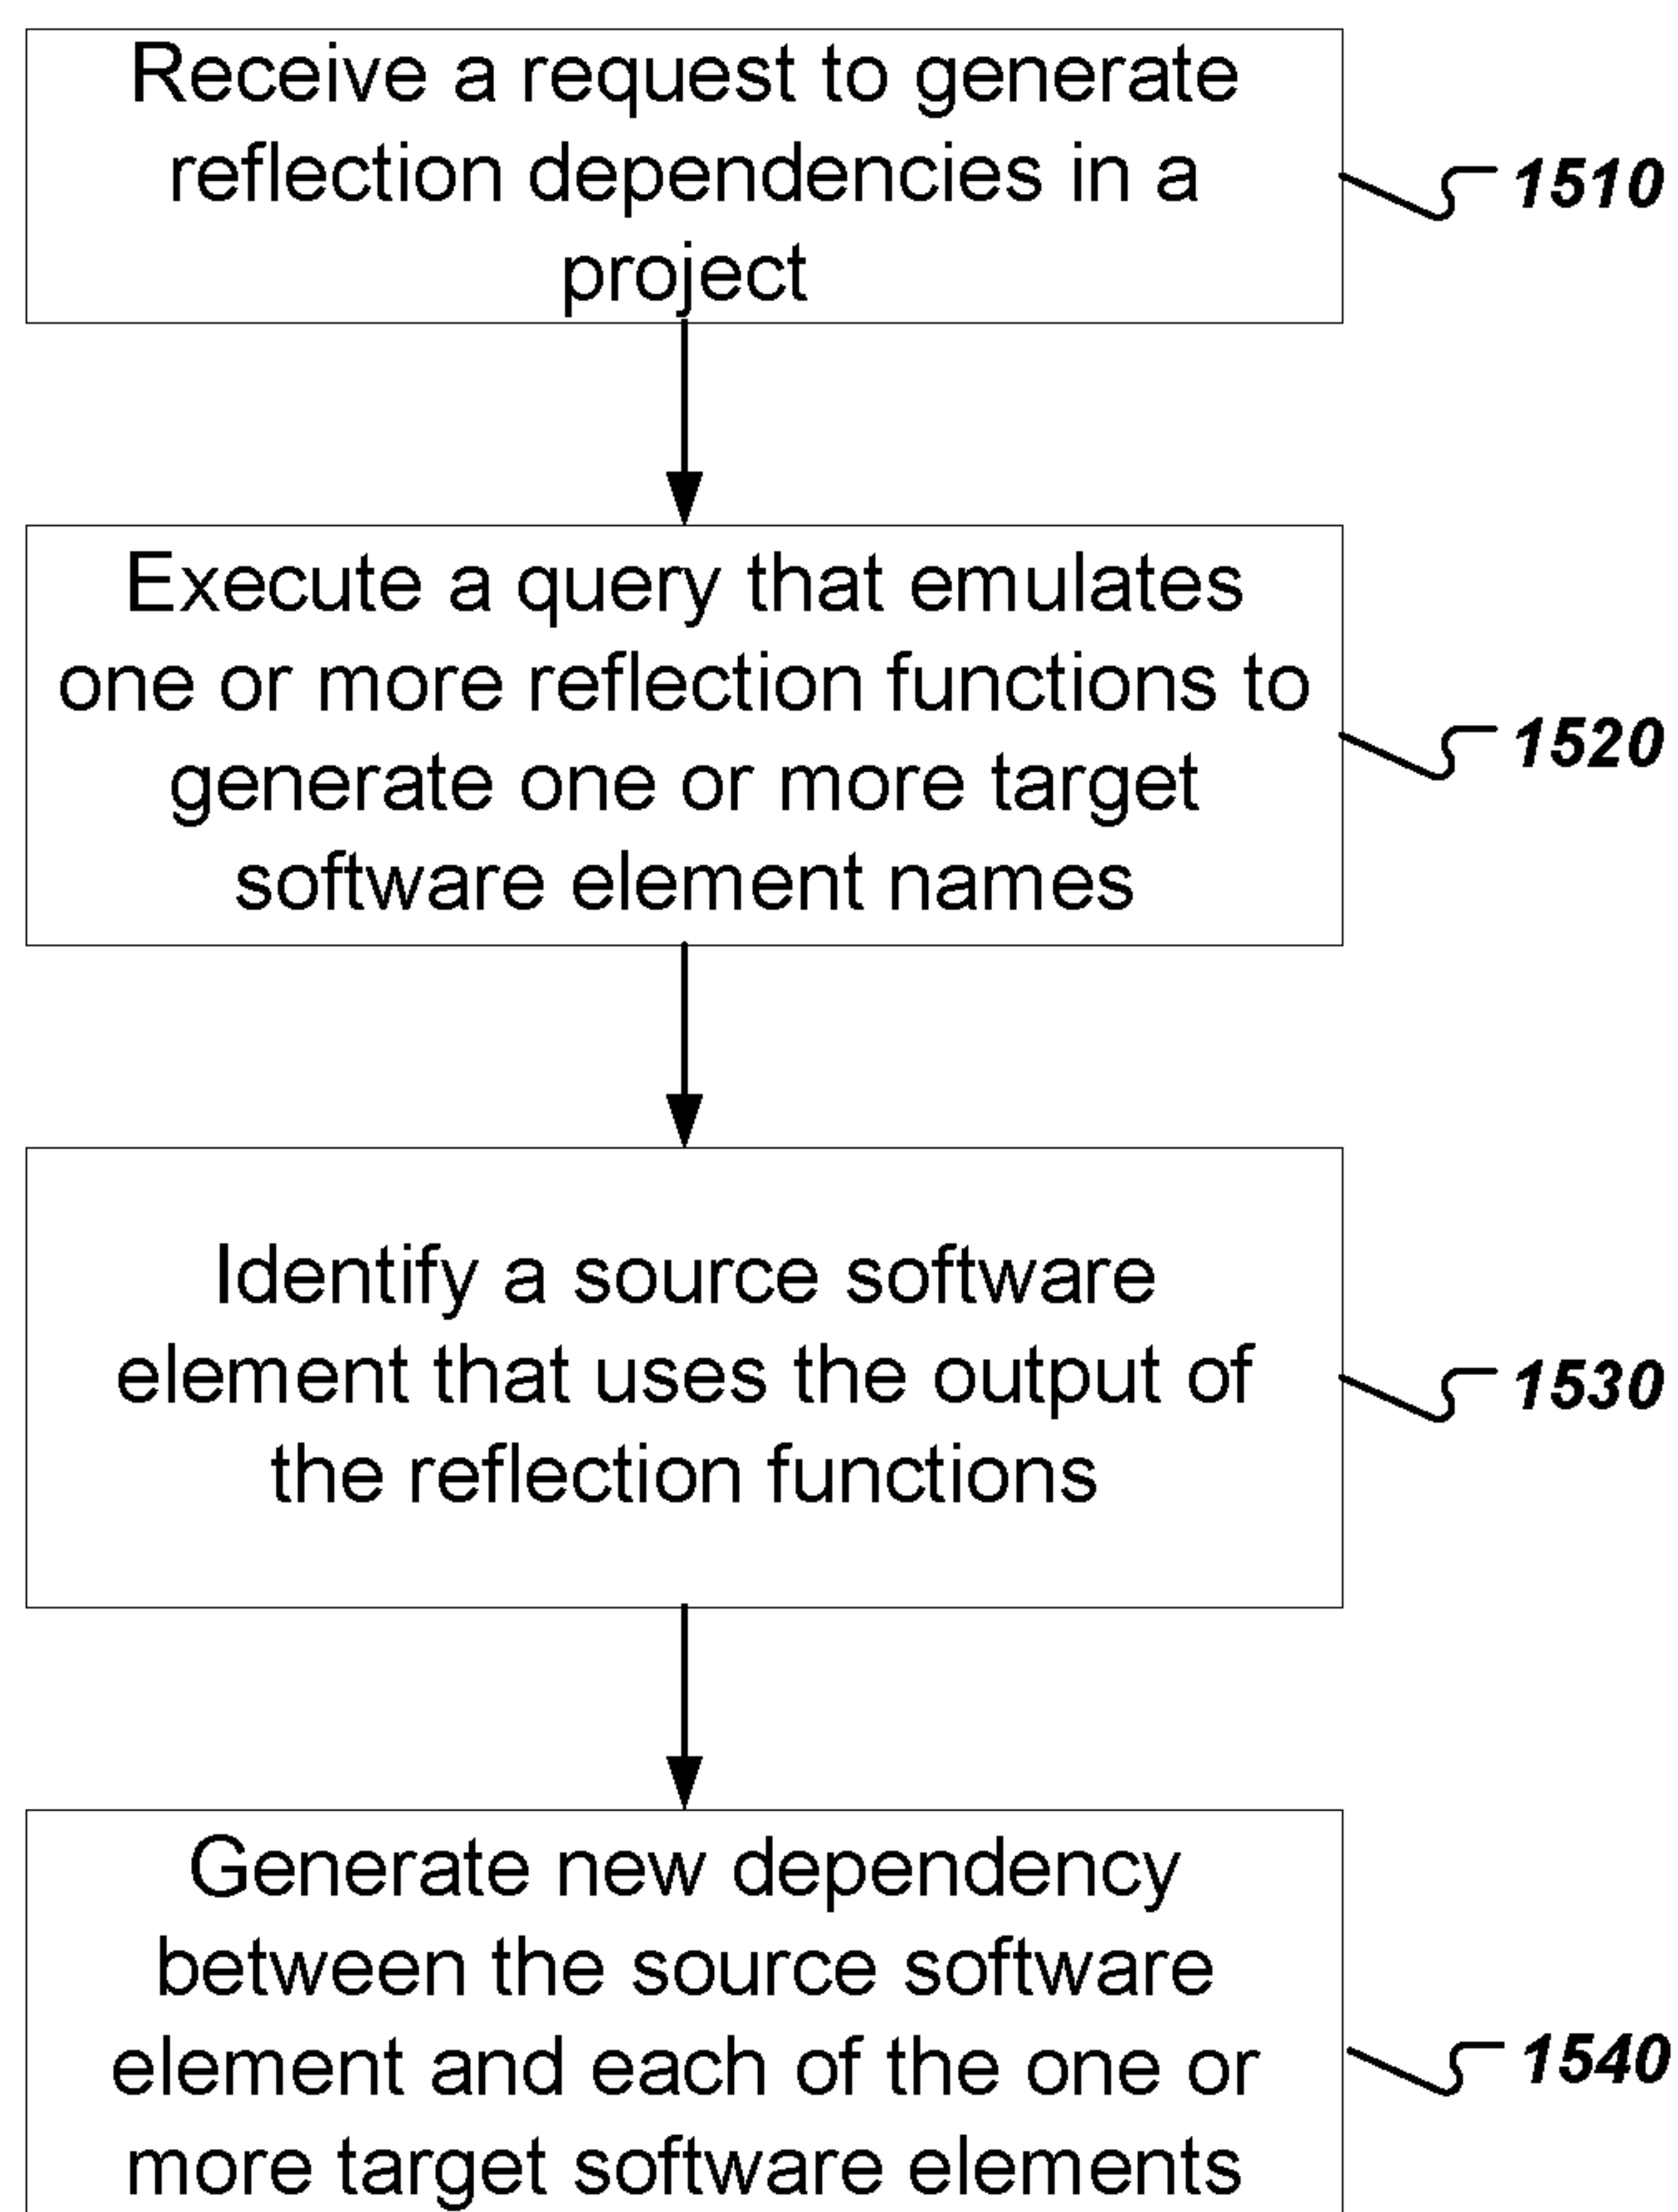 Receive a request to generate
reflection dependencies in a
project
1510
Execute a query that emulates
one or more reflection functions to
generate one or more target
software element names
1520
Identify a source software
element that uses the output of
the reflection functions
1530
Generate new dependency
between the source software
element and each of the one or
more target software elements
1540